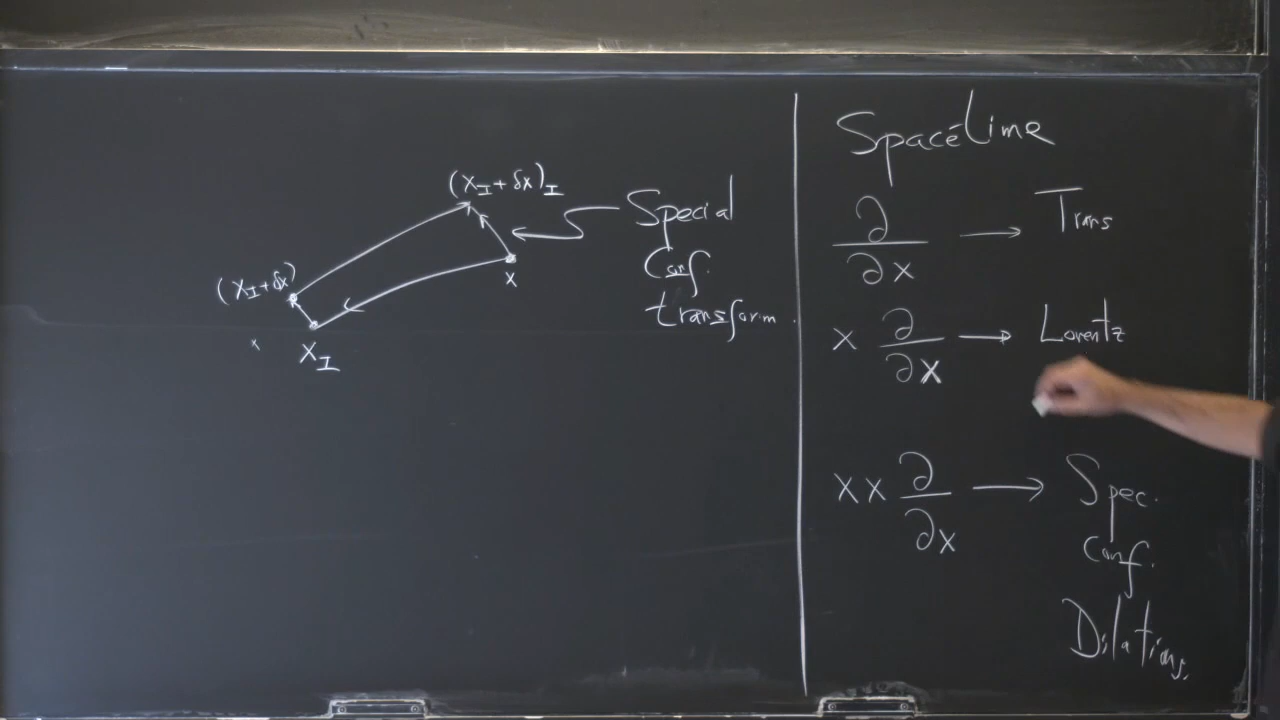 (x_I + δx)_I
Special
Conf.
transform.
x
(x_I + δx)
x
x_I
Spacetime
∂/∂x → Trans
x ∂/∂x → Lorentz
x x ∂/∂x → Spec.
Conf.
Dilations.